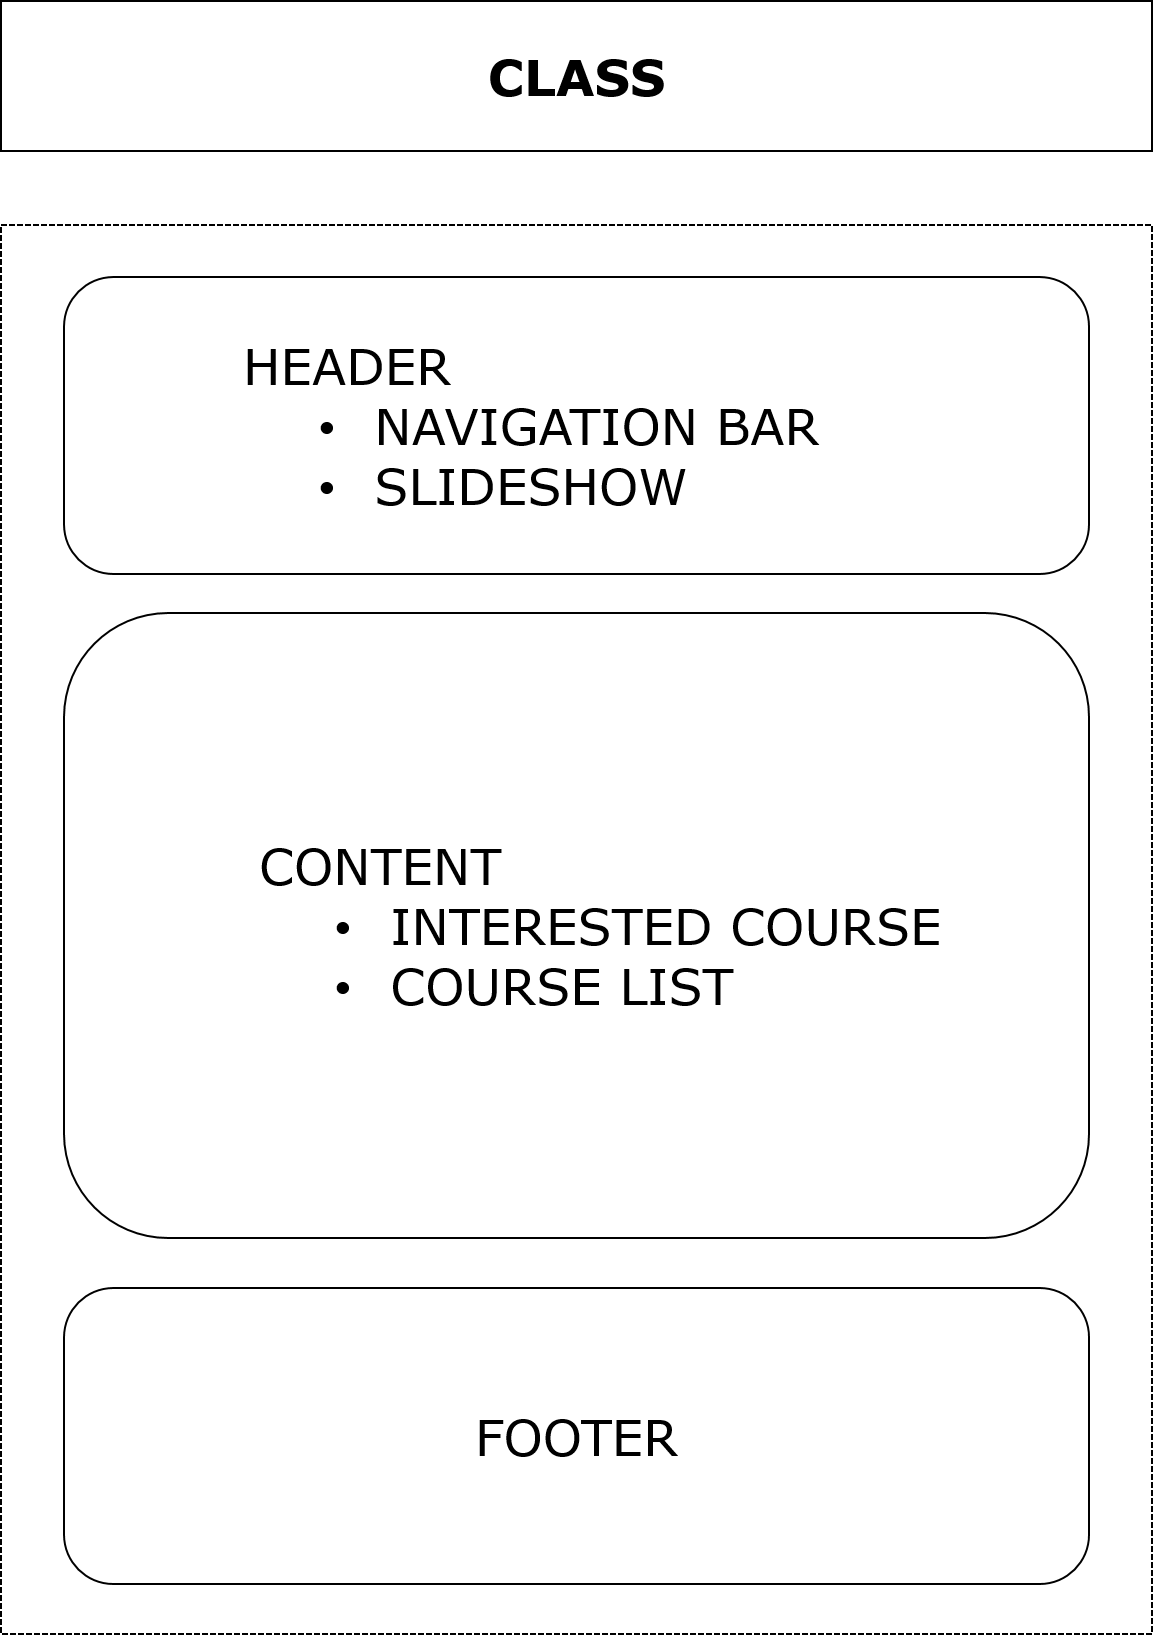 CLASS
HEADER
• NAVIGATION BAR
• SLIDESHOW
CONTENT
• INTERESTED COURSE
• COURSE LIST
FOOTER